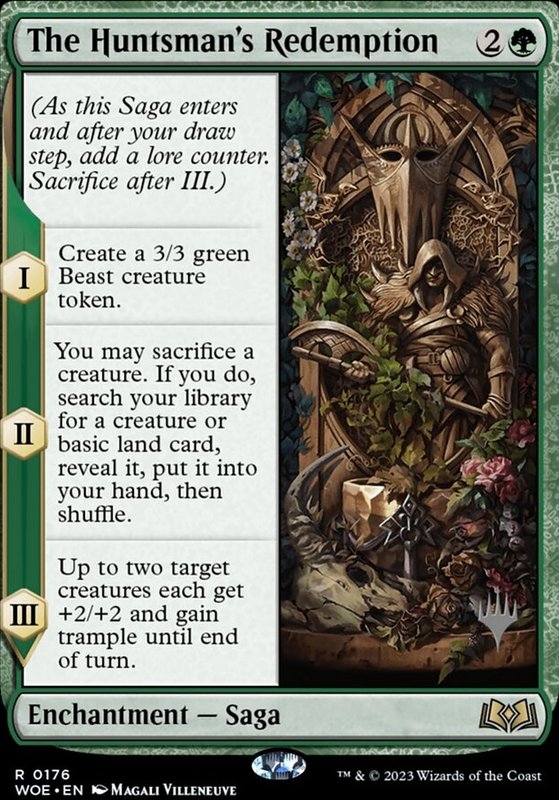 The Huntsman's Redemption 2
(As this Saga enters
and after your draw
step, add a lore counter.
Sacrifice after III.)
I
Create a 3/3 green
Beast creature
token.
II
You may sacrifice a
creature. If you do,
search your library
for a creature or
basic land card,
reveal it, put it into
your hand, then
shuffle.
III
Up to two target
creatures each get
+2/+2 and gain
trample until end
of turn.
Enchantment — Saga
R 0176
WOE • EN MAGALI VILLENEUVE
™ & © 2023 Wizards of the Coast